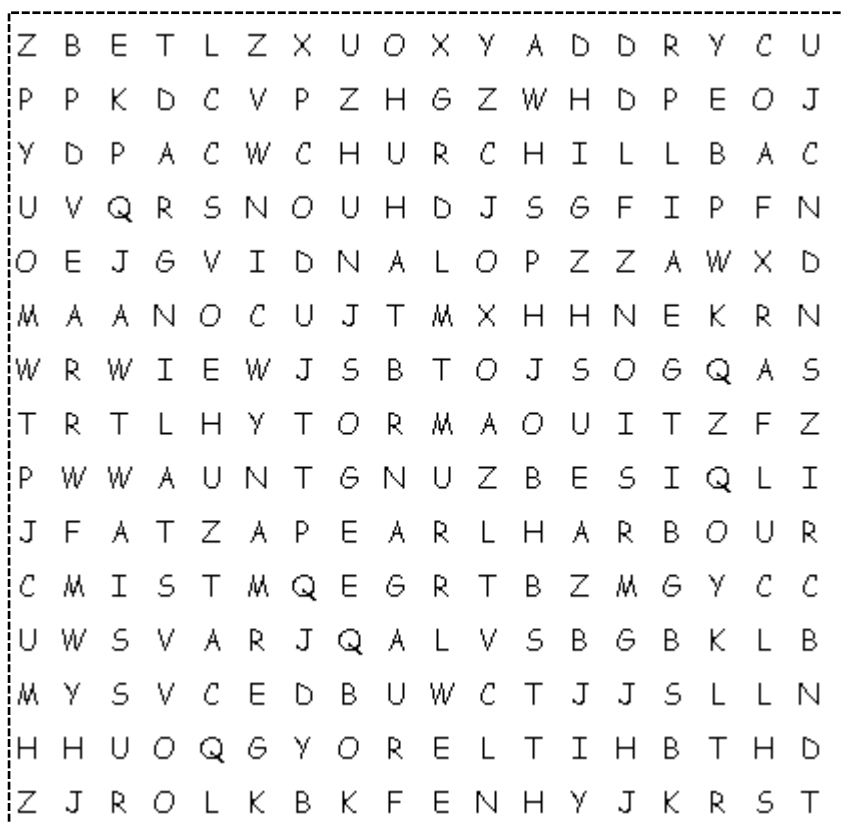 Z B E T L Z X U O X Y A D D R Y C U
P P K D C V P Z H G Z W H D P E O J
Y D P A C W C H U R C H I L L B A C
U V Q R S N O U H D J S G F I P F N
O E J G V I D N A L O P Z Z A W X D
M A A N O C U J T M X H H N E K R N
W R W I E W J S B T O J S O G Q A S
T R T L H Y T O R M A O U I T Z F Z
P W W A U N T G N U Z B E S I Q L I
J F A T Z A P E A R L H A R B O U R
C M I S T M Q E G R T B Z M G Y C C
U W S V A R J Q A L V S B G B K L B
M Y S V C E D B U W C T J J S L L N
H H U O Q G Y O R E L T I H B T H D
Z J R O L K B K F E N H Y J K R S T